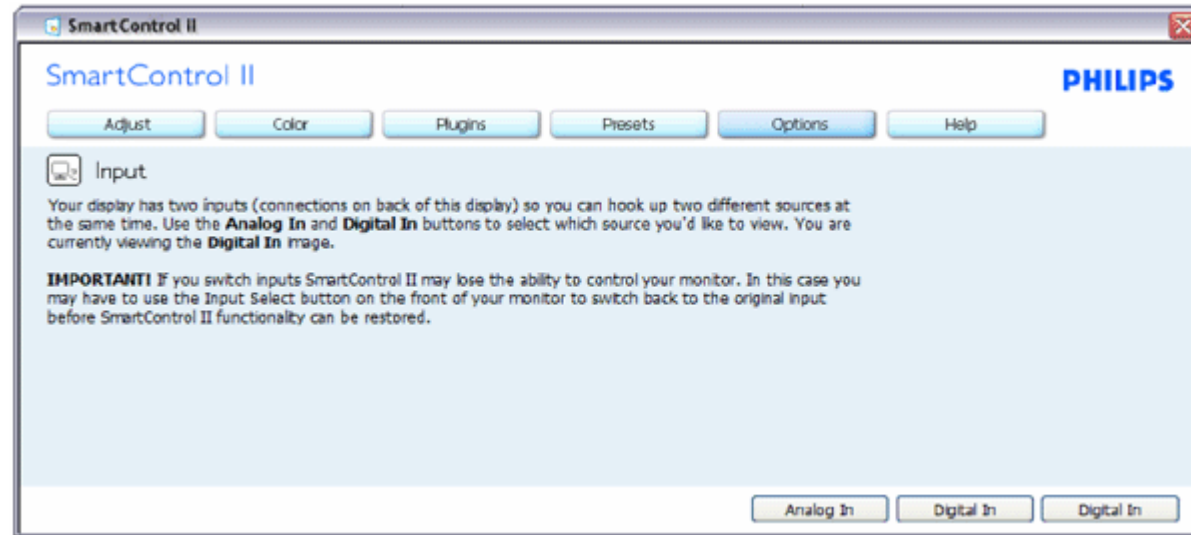 SmartControl II
SmartControl II
PHILIPS
Adjust Color Plugins Presets Options Help
Input
Your display has two inputs (connections on back of this display) so you can hook up two different sources at
the same time. Use the Analog In and Digital In buttons to select which source you'd like to view. You are
currently viewing the Digital In image.
IMPORTANT! If you switch inputs SmartControl II may lose the ability to control your monitor. In this case you
may have to use the Input Select button on the front of your monitor to switch back to the original input
before SmartControl II functionality can be restored.
Analog In Digital In Digital In